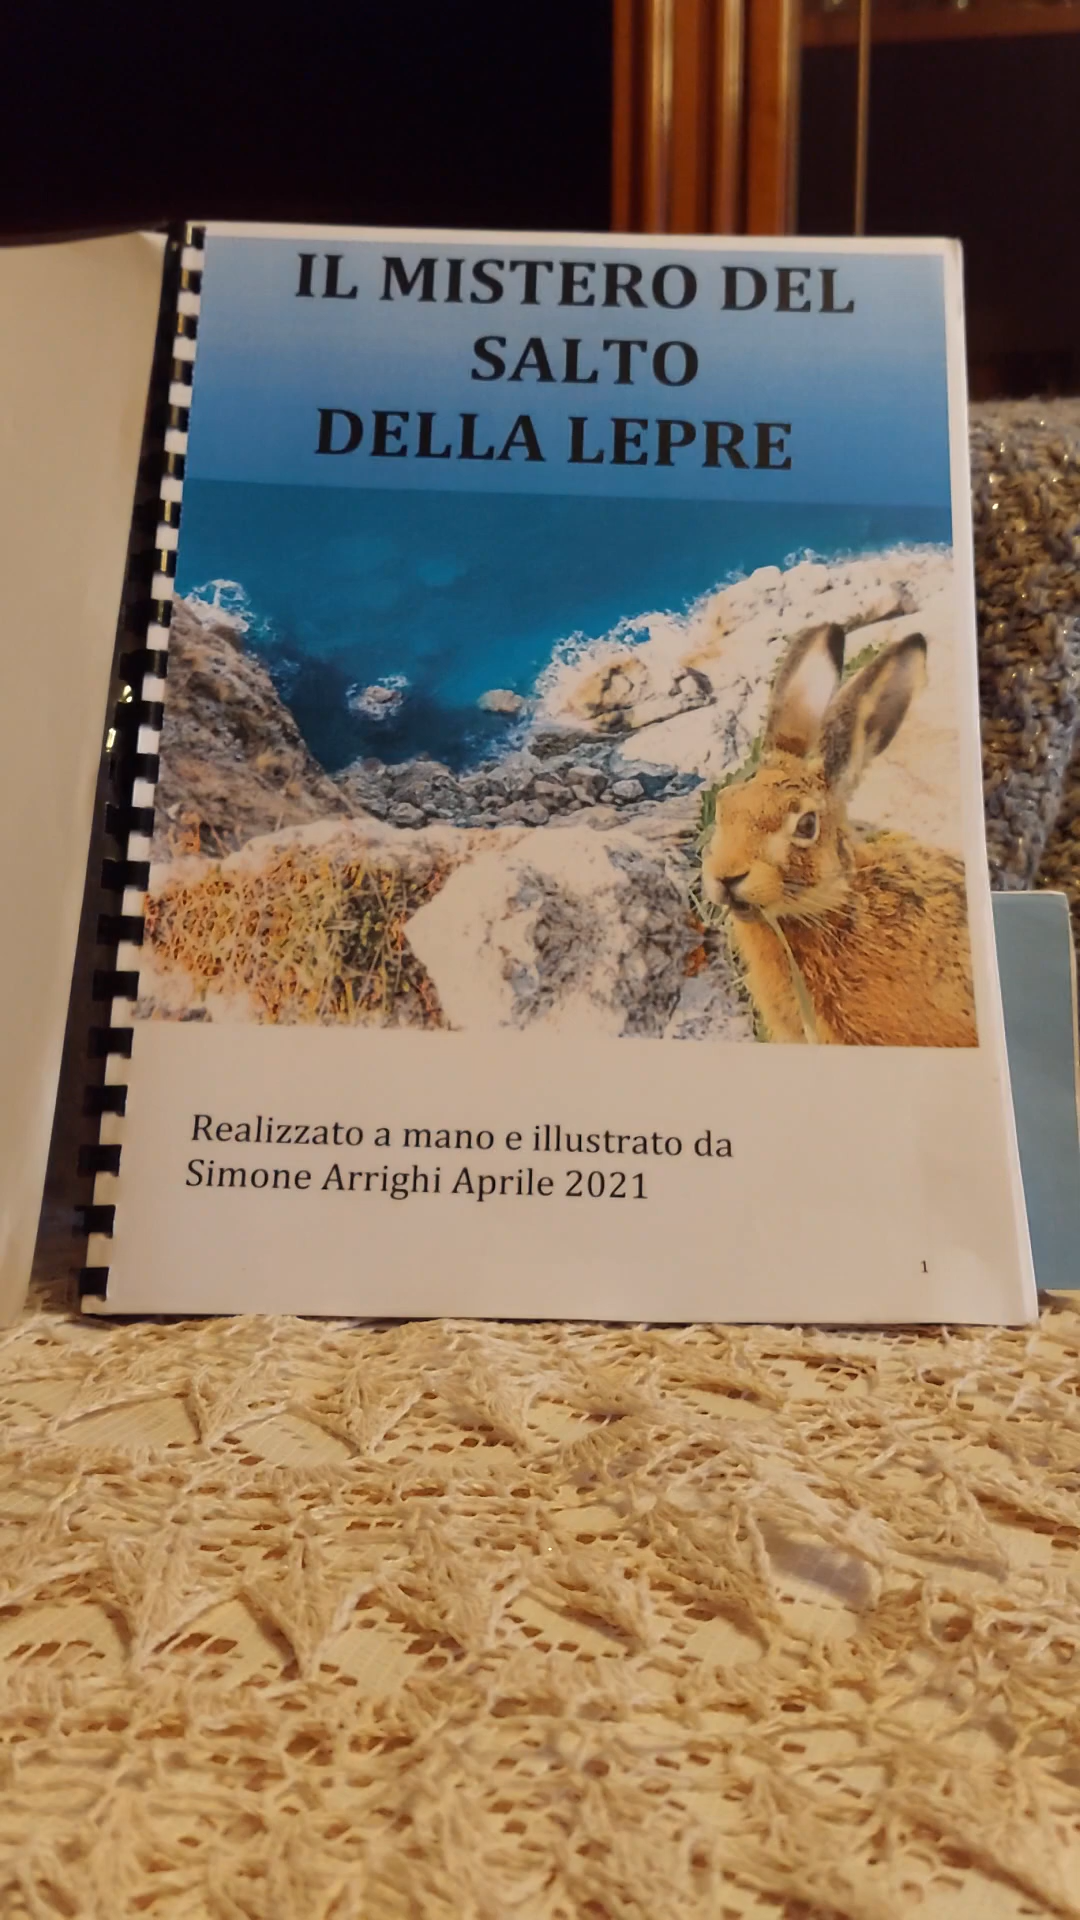 IL MISTERO DEL
SALTO
DELLA LEPRE
Realizzato a mano e illustrato da
Simone Arrighi Aprile 2021
1